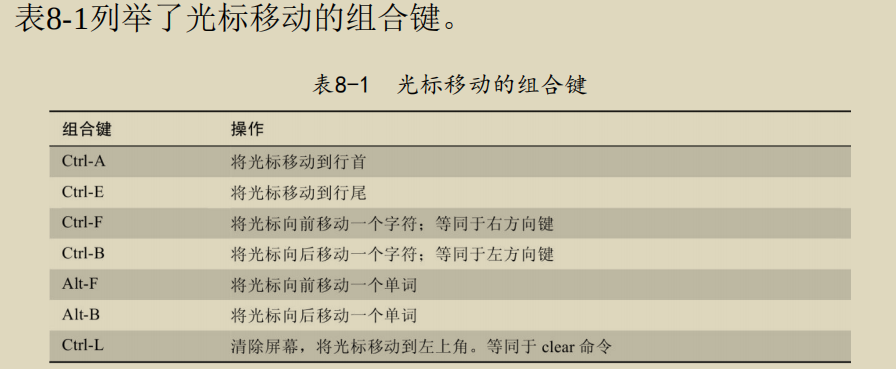 表8-1列举了光标移动的组合键。
表8-1 光标移动的组合键
组合键 操作
Ctrl-A 将光标移动到行首
Ctrl-E 将光标移动到行尾
Ctrl-F 将光标向前移动一个字符；等同于右方向键
Ctrl-B 将光标向后移动一个字符；等同于左方向键
Alt-F 将光标向前移动一个单词
Alt-B 将光标向后移动一个单词
Ctrl-L 清除屏幕，将光标移动到左上角。等同于 clear 命令